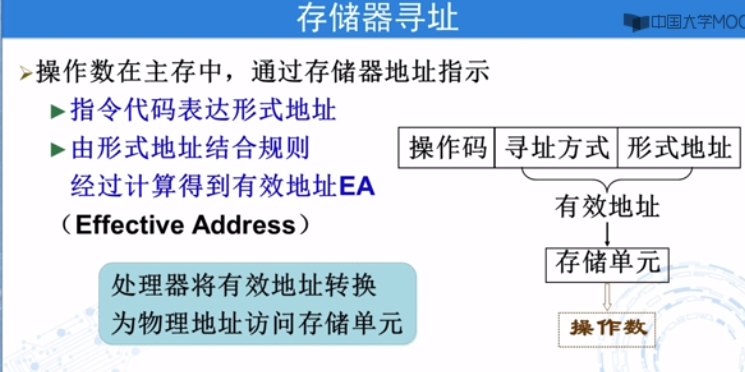 存储器寻址
中国大学MOOC
操作数在主存中，通过存储器地址指示
指令代码表达形式地址
由形式地址结合规则
经过计算得到有效地址EA
（Effective Address）
处理器将有效地址转换
为物理地址访问存储单元
操作码 寻址方式 形式地址
有效地址
存储单元
操作数